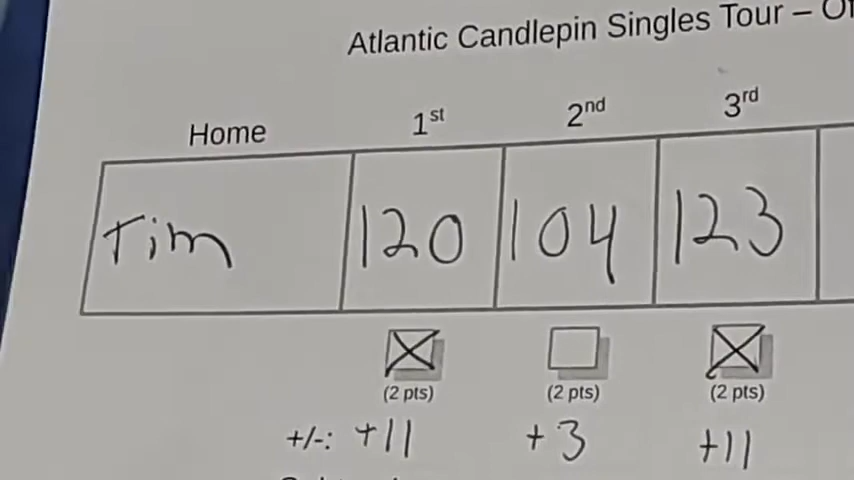 Atlantic Candlepin Singles Tour –
Home 1st 2nd 3rd
Tim 120 104 123
(2 pts) (2 pts) (2 pts)
+/-: +11 +3 +11